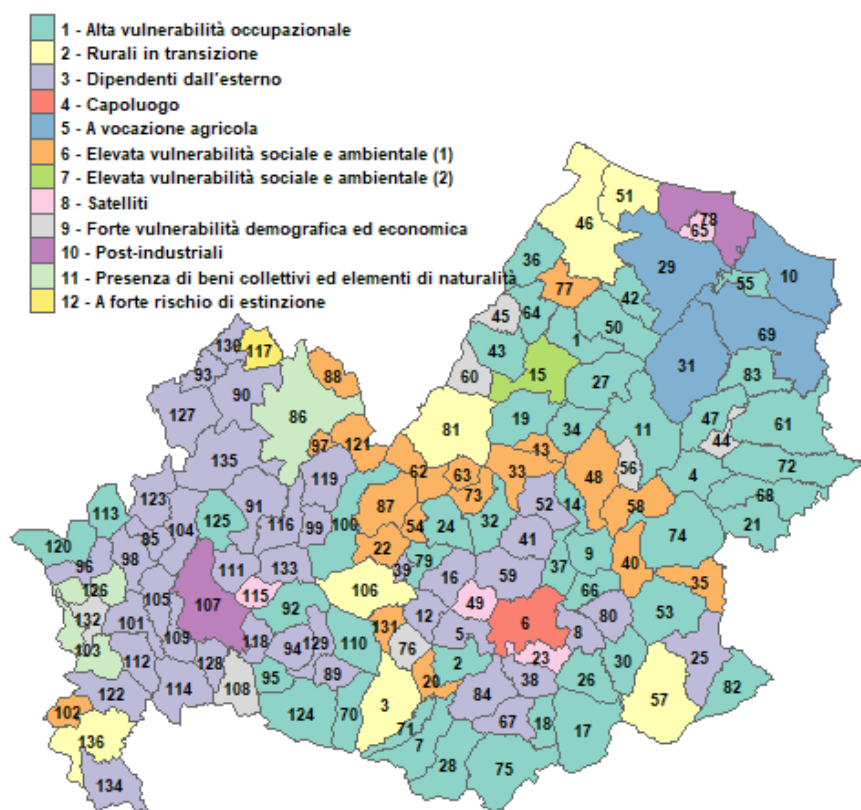 1 - Alta vulnerabilità occupazionale
2 - Rurali in transizione
3 - Dipendenti dall'esterno
4 - Capoluogo
5 - A vocazione agricola
6 - Elevata vulnerabilità sociale e ambientale (1)
7 - Elevata vulnerabilità sociale e ambientale (2)
8 - Satelliti
9 - Forte vulnerabilità demografica ed economica
10 - Post-industriali
11 - Presenza di beni collettivi ed elementi di naturalità
12 - A forte rischio di estinzione
51
46 78
65
36 29
77 10
42 55
45 64
1 50 69
130 117 43
93 88 60 15 31 83
90 27
127 86 47
19 34 11 61
81 44
97 121 13
135 62 63 33 48 56 72
119 4
123 91 87 73 58 68
113 52 14
125 116 99 100 54 24 32 21
104 74
85 41
120 98 22 9
96 111 133 39 79 16 59 37 40 35
126 115 106 66
105 107 92 49 53
132 101 12 6 80
109 118 131 5 8
103 94 129 110 76 23 25
112 128 2 30
122 114 108 95 89 20 84 38 26 82
102 124 70 3 57
136 71 67 18 17
7
134 28 75